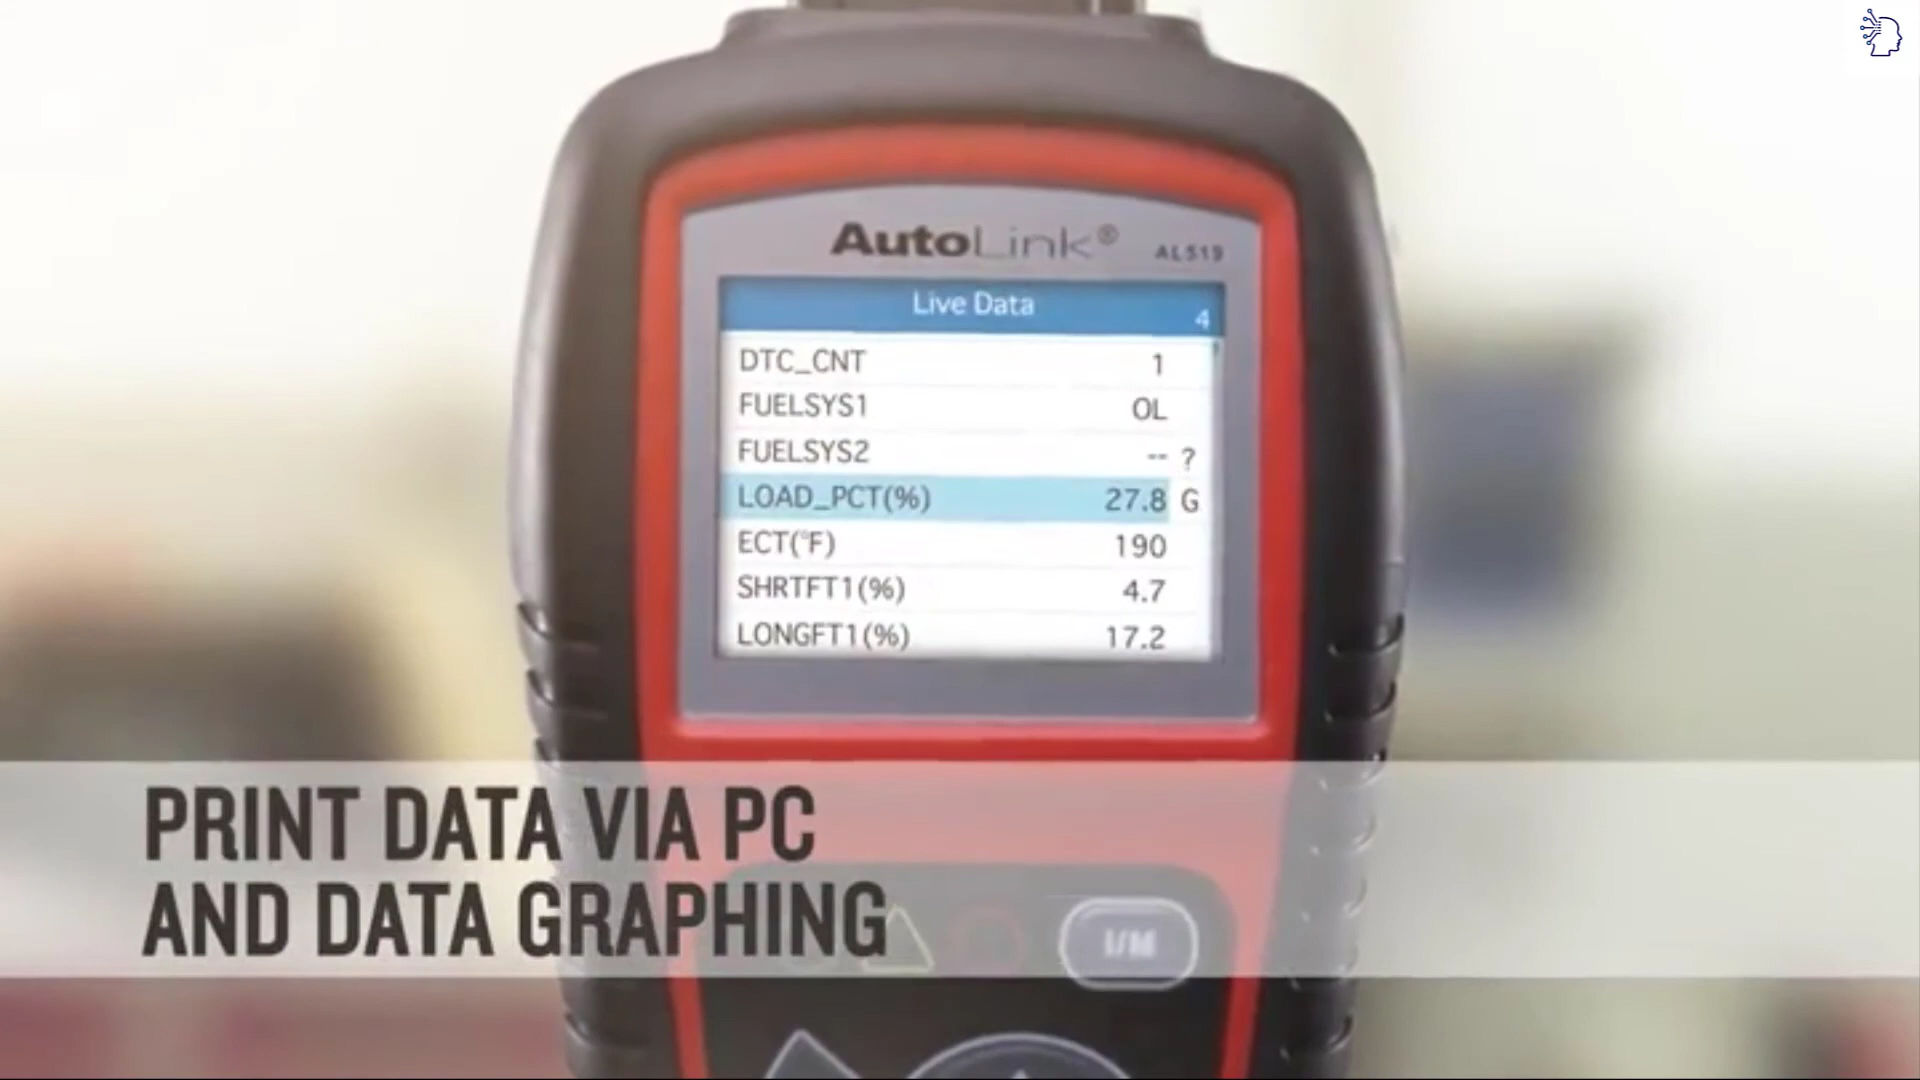 AutoLink® AL519
Live Data
4
DTC_CNT 1
FUELSYS1 OL
FUELSYS2 -- ?
LOAD_PCT(%) 27.8 G
ECT(°F) 190
SHRTFT1(%) 4.7
LONGFT1(%) 17.2
PRINT DATA VIA PC
AND DATA GRAPHING
I/M